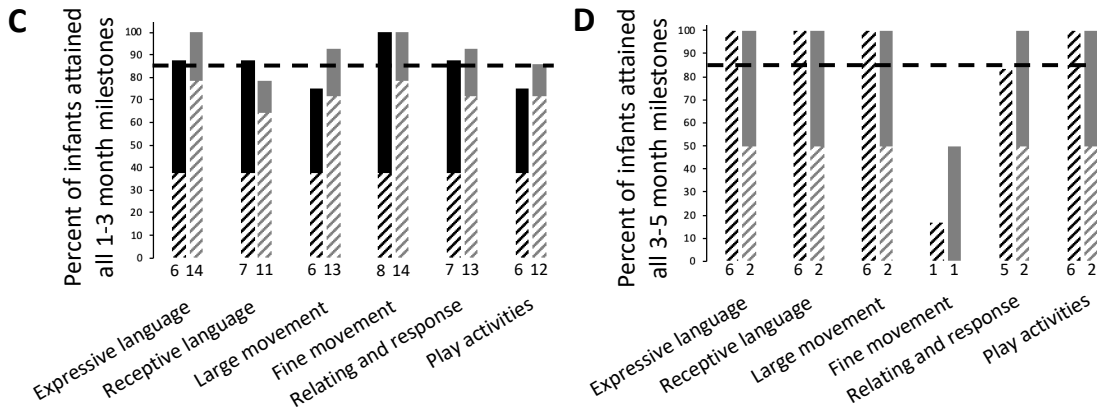 C
Percent of infants attained
all 1-3 month milestones
100
90
80
70
60
50
40
30
20
10
0
6 14 7 11 6 13 8 14 7 13 6 12
Expressive language
Receptive language
Large movement
Fine movement
Relating and response
Play activities
D
Percent of infants attained
all 3-5 month milestones
100
90
80
70
60
50
40
30
20
10
0
6 2 6 2 6 2 1 1 5 2 6 2
Expressive language
Receptive language
Large movement
Fine movement
Relating and response
Play activities